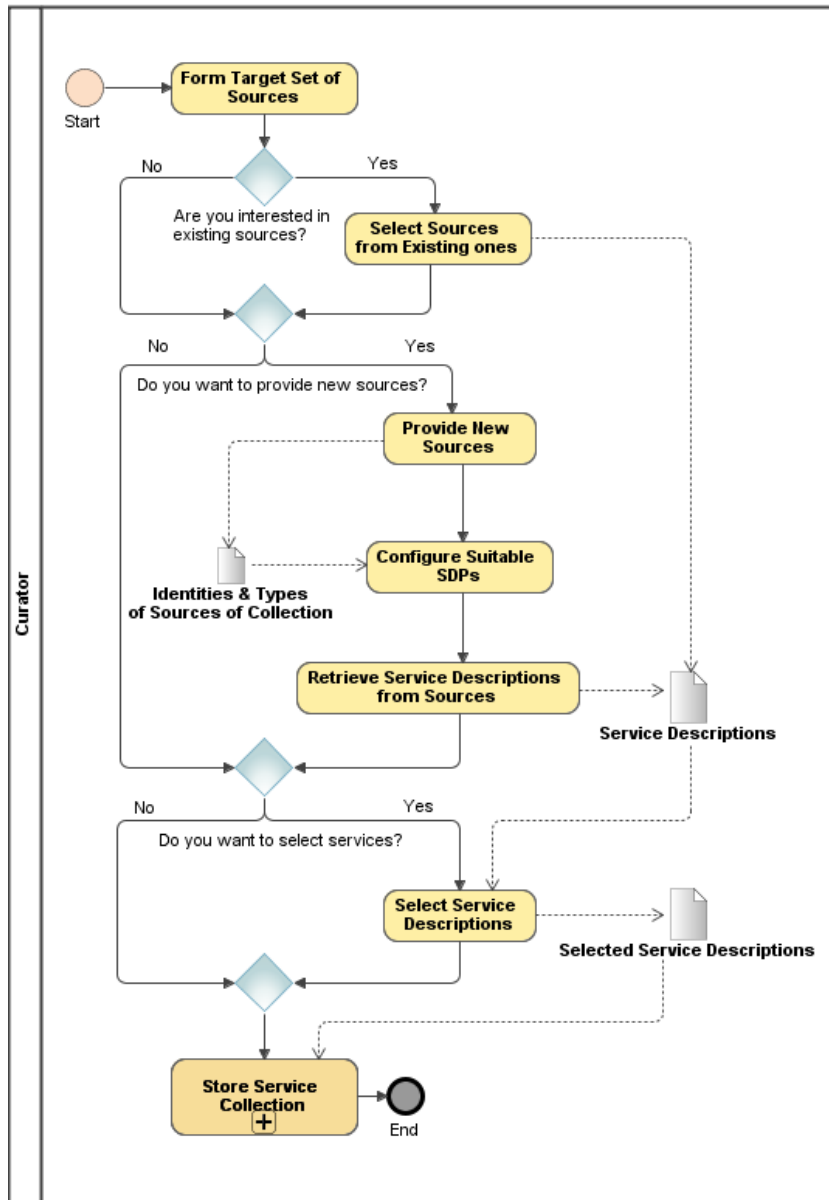 Form Target Set of
Sources
Start
No
Yes
Are you interested in
existing sources?
Select Sources
from Existing ones
No
Yes
Do you want to provide new sources?
Provide New
Sources
Configure Suitable
SDPs
Identities & Types
of Sources of Collection
Curator
Retrieve Service Descriptions
from Sources
Service Descriptions
No
Yes
Do you want to select services?
Select Service
Descriptions
Selected Service Descriptions
Store Service
Collection
End